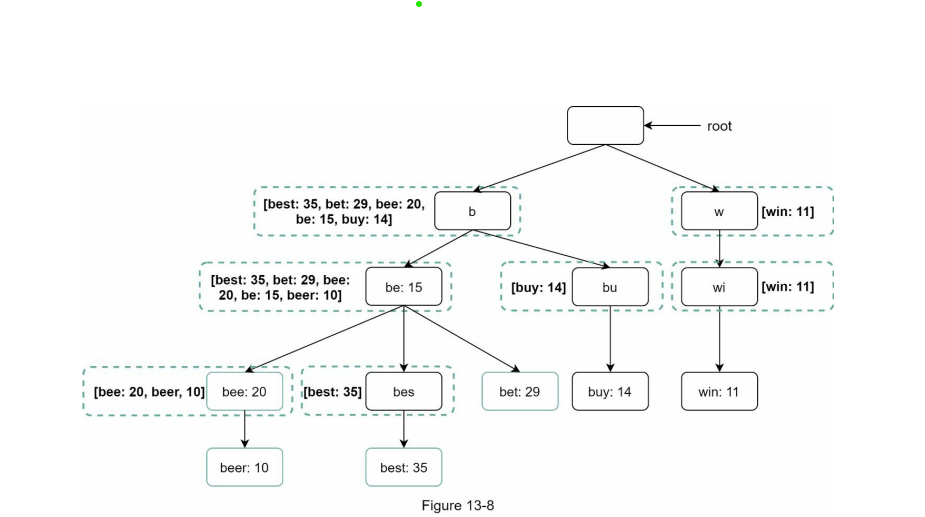 root
[best: 35, bet: 29, bee: 20,
be: 15, buy: 14]
b
w
[win: 11]
[best: 35, bet: 29, bee:
20, be: 15, beer: 10]
be: 15
[buy: 14]
bu
wi
[win: 11]
[bee: 20, beer, 10]
bee: 20
[best: 35]
bes
bet: 29
buy: 14
win: 11
beer: 10
best: 35
Figure 13-8